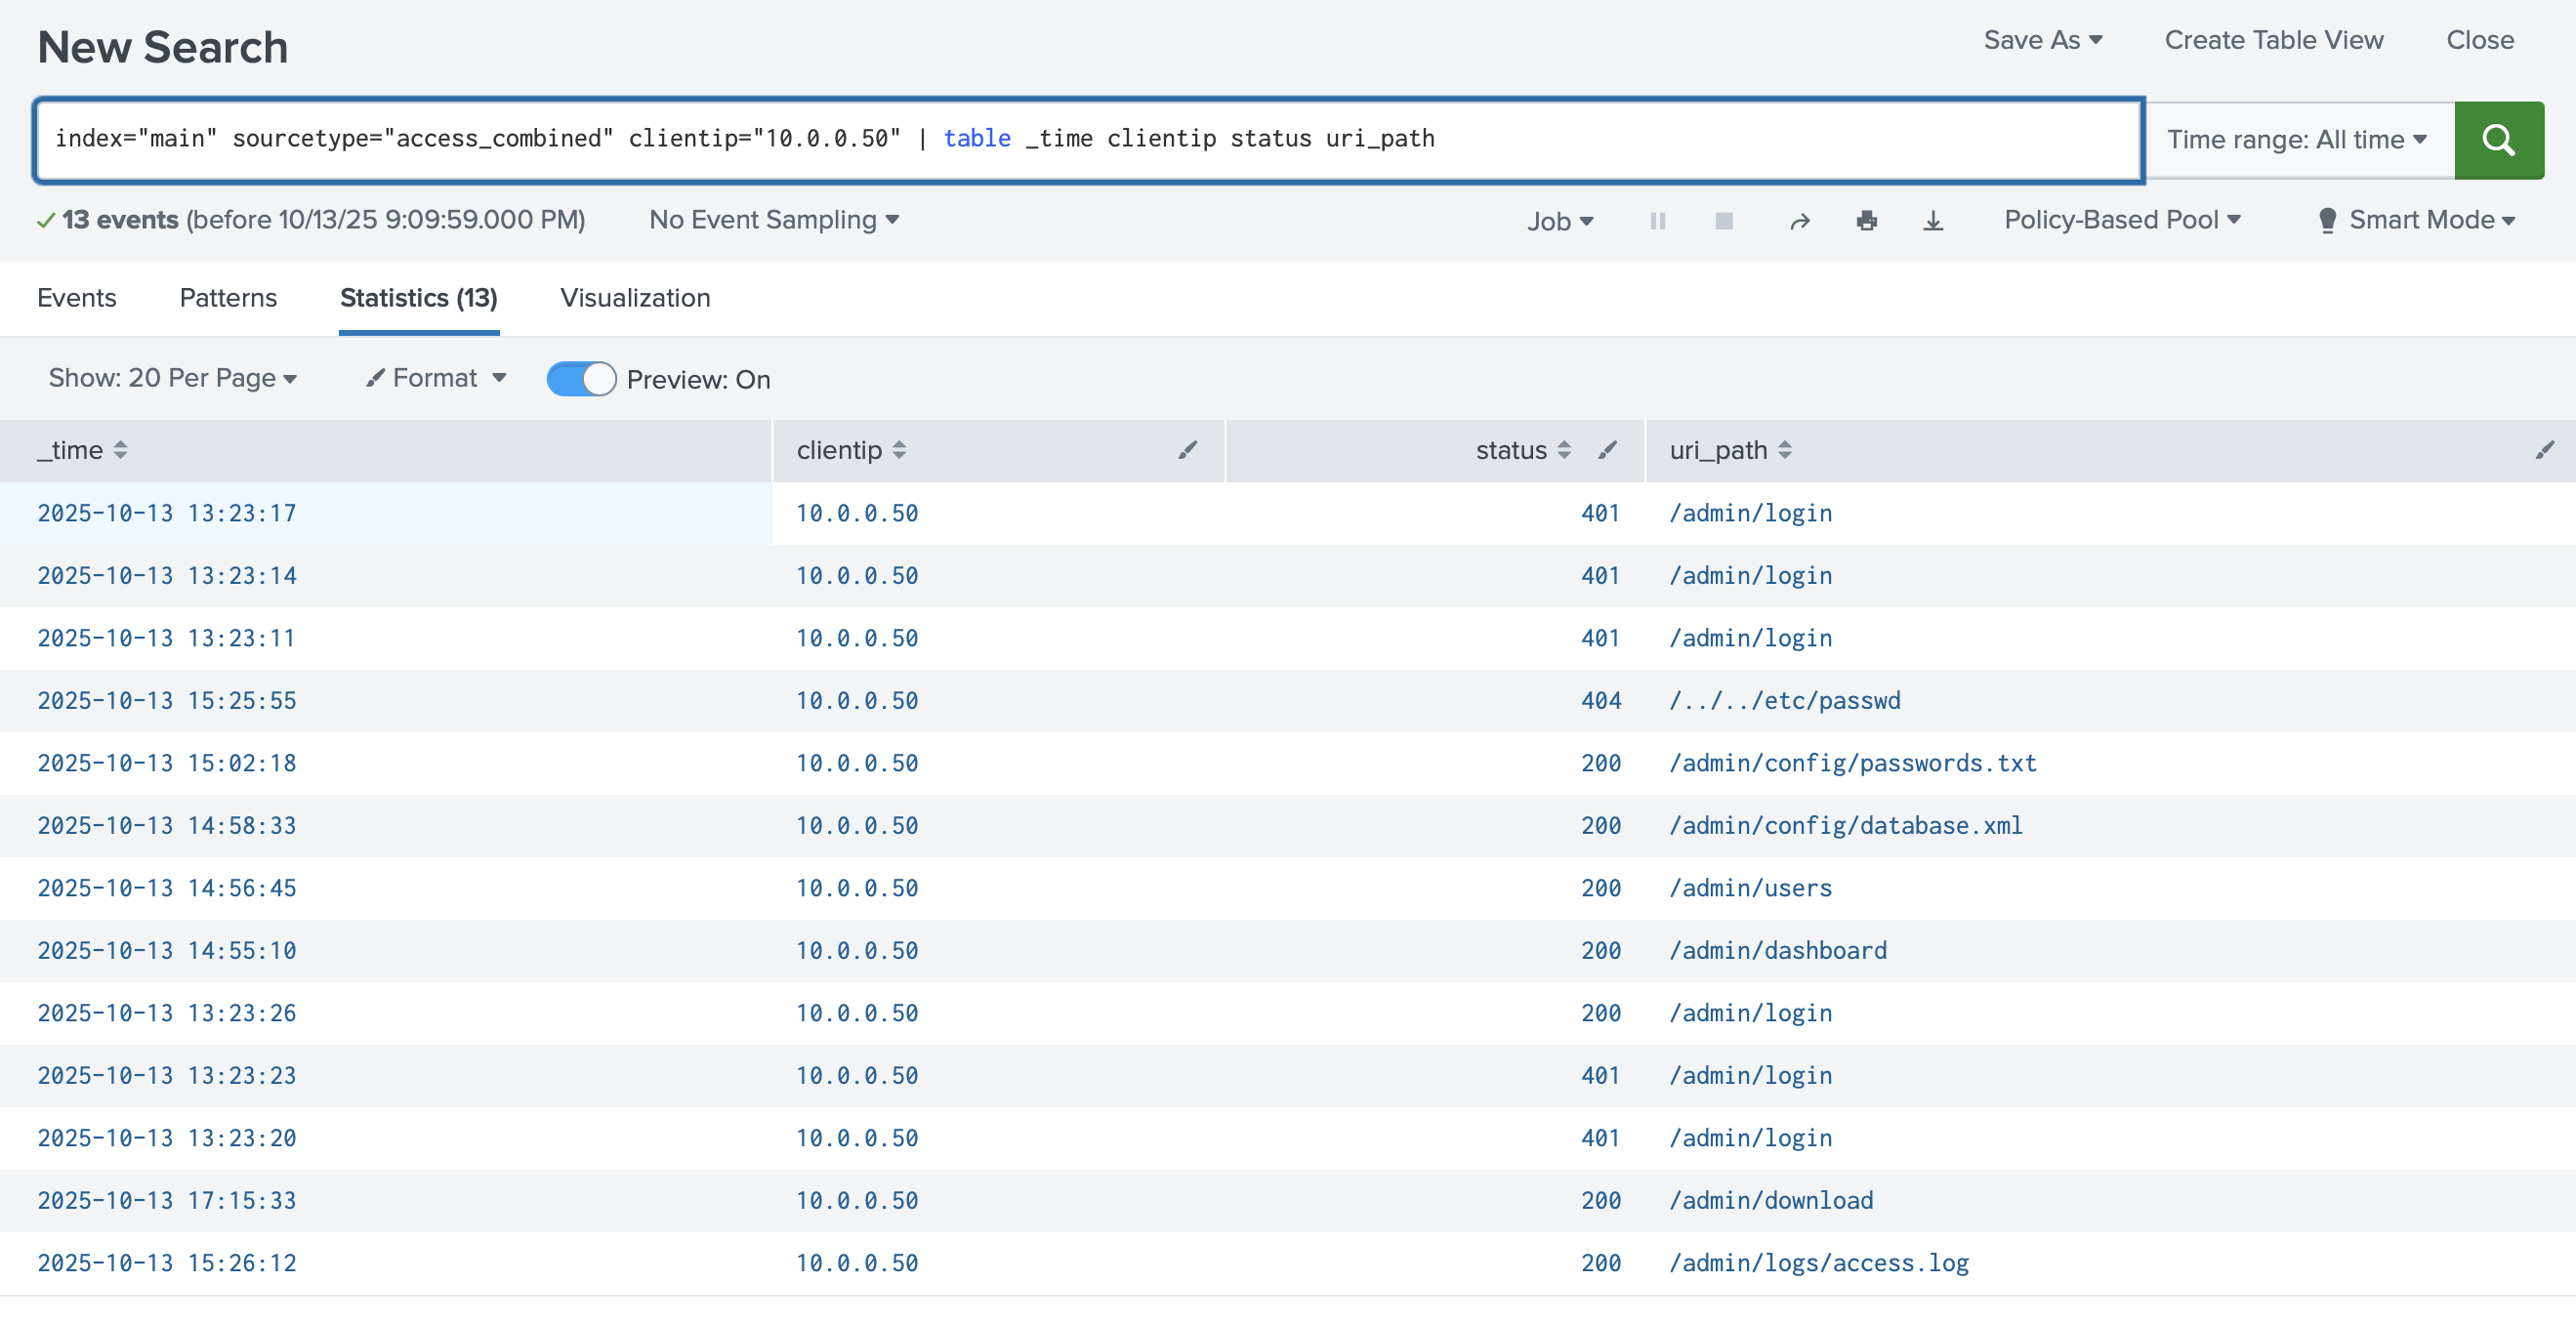 New Search
Save As Create Table View Close
index="main" sourcetype="access_combined" clientip="10.0.0.50" | table _time clientip status uri_path
Time range: All time
13 events (before 10/13/25 9:09:59.000 PM) No Event Sampling Job Policy-Based Pool Smart Mode
Events Patterns Statistics (13) Visualization
Show: 20 Per Page Format Preview: On
_time clientip status uri_path
2025-10-13 13:23:17 10.0.0.50 401 /admin/login
2025-10-13 13:23:14 10.0.0.50 401 /admin/login
2025-10-13 13:23:11 10.0.0.50 401 /admin/login
2025-10-13 15:25:55 10.0.0.50 404 /../../etc/passwd
2025-10-13 15:02:18 10.0.0.50 200 /admin/config/passwords.txt
2025-10-13 14:58:33 10.0.0.50 200 /admin/config/database.xml
2025-10-13 14:56:45 10.0.0.50 200 /admin/users
2025-10-13 14:55:10 10.0.0.50 200 /admin/dashboard
2025-10-13 13:23:26 10.0.0.50 200 /admin/login
2025-10-13 13:23:23 10.0.0.50 401 /admin/login
2025-10-13 13:23:20 10.0.0.50 401 /admin/login
2025-10-13 17:15:33 10.0.0.50 200 /admin/download
2025-10-13 15:26:12 10.0.0.50 200 /admin/logs/access.log